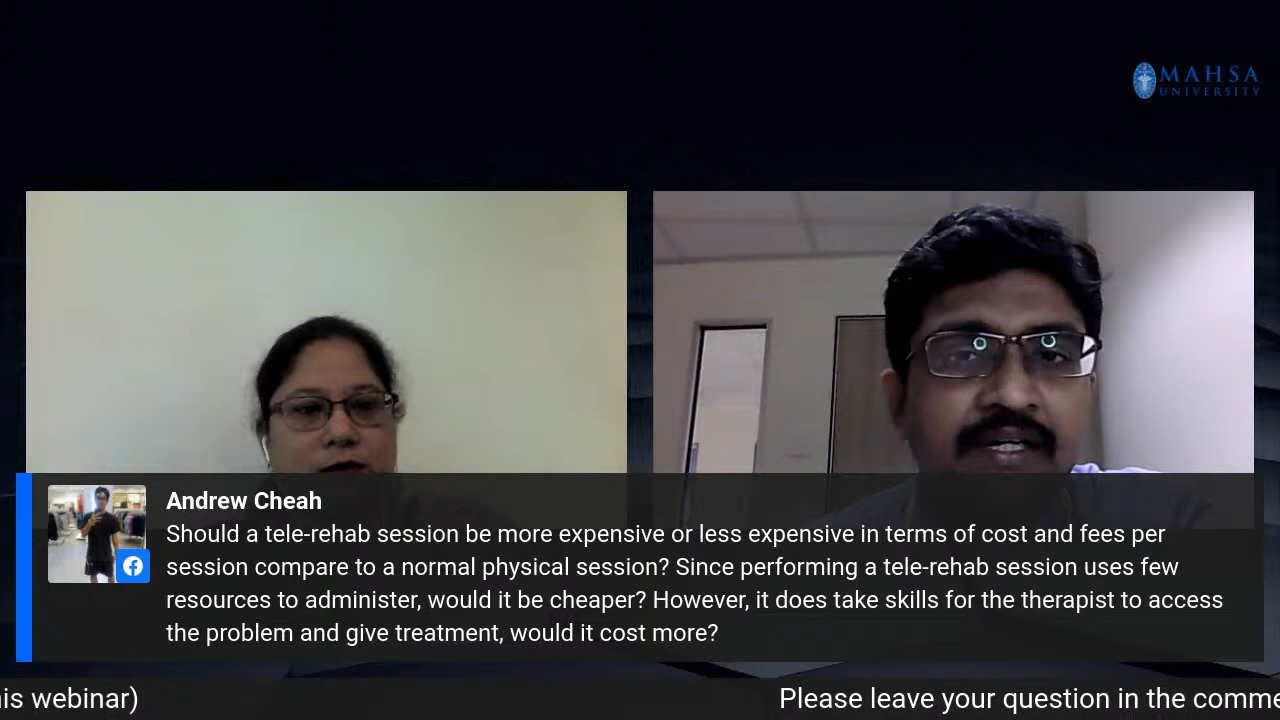 MAHSA
UNIVERSITY
Andrew Cheah
Should a tele-rehab session be more expensive or less expensive in terms of cost and fees per
session compare to a normal physical session? Since performing a tele-rehab session uses few
resources to administer, would it be cheaper? However, it does take skills for the therapist to access
the problem and give treatment, would it cost more?
webinar)
Please leave your question in the